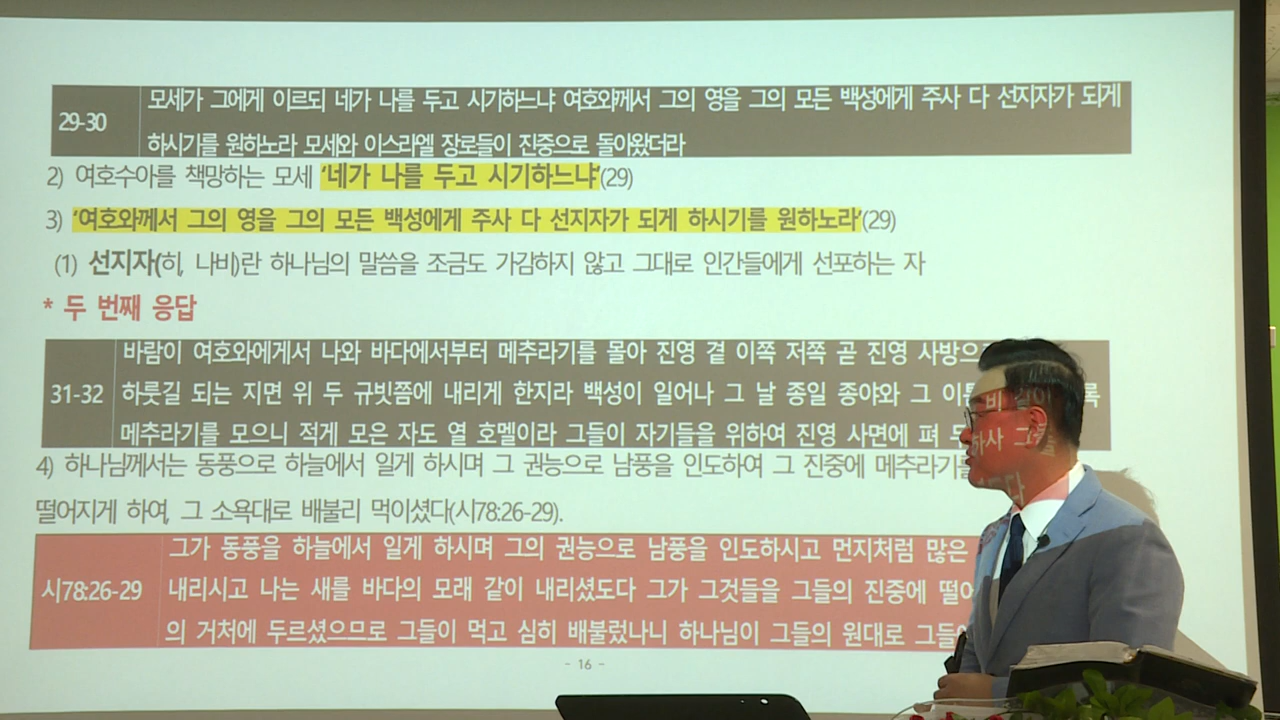 29-30
모세가 그에게 이르되 네가 나를 두고 시기하느냐 여호와께서 그의 영을 그의 모든 백성에게 주사 다 선지자가 되게
하시기를 원하노라 모세와 이스라엘 장로들이 진중으로 돌아왔더라
2) 여호수아를 책망하는 모세 ‘네가 나를 두고 시기하느냐’(29)
3) ‘여호와께서 그의 영을 그의 모든 백성에게 주사 다 선지자가 되게 하시기를 원하노라’(29)
(1) 선지자(히, 나비)란 하나님의 말씀을 조금도 가감하지 않고 그대로 인간들에게 선포하는 자
* 두 번째 응답
31-32
바람이 여호와에게서 나와 바다에서부터 메추라기를 몰아 진영 곁 이쪽 저쪽 곧 진영 사방으
하룻길 되는 지면 위 두 규빗쯤에 내리게 한지라 백성이 일어나 그 날 종일 종야와 그 이튿
메추라기를 모으니 적게 모은 자도 열 호멜이라 그들이 자기들을 위하여 진영 사면에 펴
4) 하나님께서는 동풍으로 하늘에서 일게 하시며 그 권능으로 남풍을 인도하여 그 진중에 메추라기를
떨어지게 하여, 그 소욕대로 배불리 먹이셨다(시78:26-29).
시78:26-29
그가 동풍을 하늘에서 일게 하시며 그의 권능으로 남풍을 인도하시고 먼지처럼 많은
내리시고 나는 새를 바다의 모래 같이 내리셨도다 그가 그것들을 그들의 진중에
의 거처에 두르셨으므로 그들이 먹고 심히 배불렀나니 하나님이 그들의 원대로
- 16 -